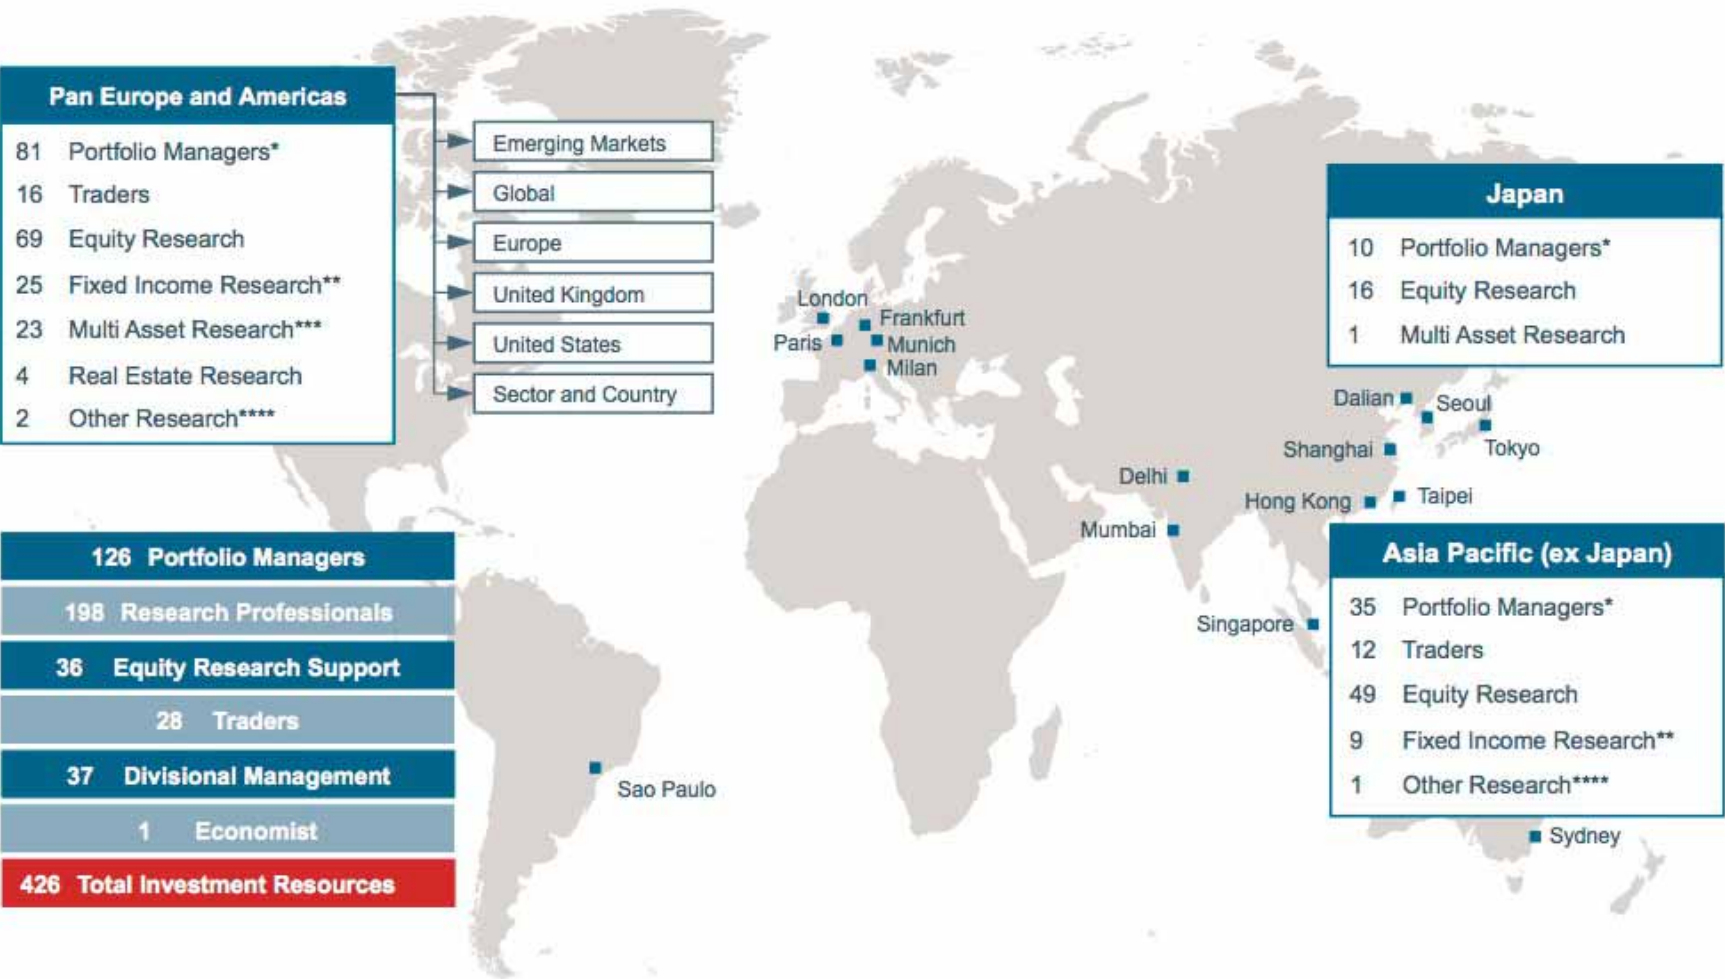 Pan Europe and Americas
81 Portfolio Managers*
16 Traders
69 Equity Research
25 Fixed Income Research**
23 Multi Asset Research***
4 Real Estate Research
2 Other Research****
Emerging Markets
Global
Europe
United Kingdom
United States
Sector and Country
Japan
10 Portfolio Managers*
16 Equity Research
1 Multi Asset Research
London
Frankfurt
Paris
Munich
Milan
Dalian
Seoul
Shanghai
Tokyo
Delhi
Hong Kong
Taipei
Mumbai
Singapore
Asia Pacific (ex Japan)
35 Portfolio Managers*
12 Traders
49 Equity Research
9 Fixed Income Research**
1 Other Research****
Sydney
Sao Paulo
126 Portfolio Managers
198 Research Professionals
36 Equity Research Support
28 Traders
37 Divisional Management
1 Economist
426 Total Investment Resources